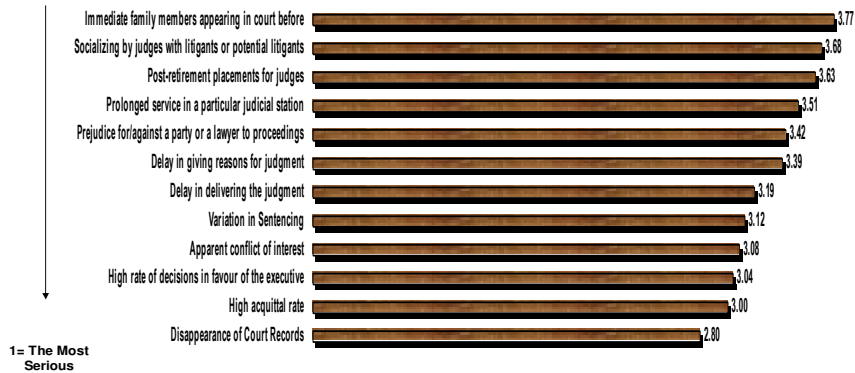 Immediate family members appearing in court before 3.77
Socializing by judges with litigants or potential litigants 3.68
Post-retirement placements for judges 3.63
Prolonged service in a particular judicial station 3.51
Prejudice for/against a party or a lawyer to proceedings 3.42
Delay in giving reasons for judgment 3.39
Delay in delivering the judgment 3.19
Variation in Sentencing 3.12
Apparent conflict of interest 3.08
High rate of decisions in favour of the executive 3.04
High acquittal rate 3.00
Disappearance of Court Records 2.80
1= The Most
Serious